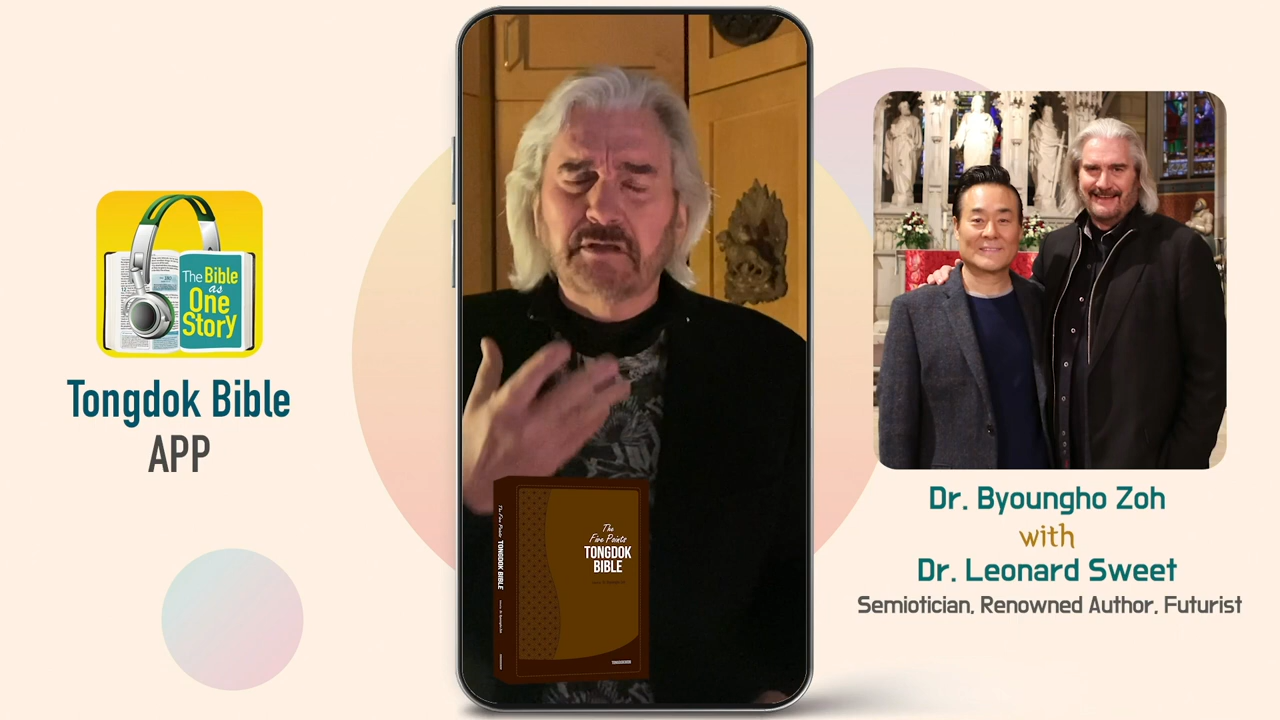 The Bible
as
One
Story
Tongdok Bible
APP
The
Five Points
TONGDOK
BIBLE
The Five Points TONGDOK BIBLE
Dr. Byoungho Zoh
with
Dr. Leonard Sweet
Semiotician, Renowned Author, Futurist